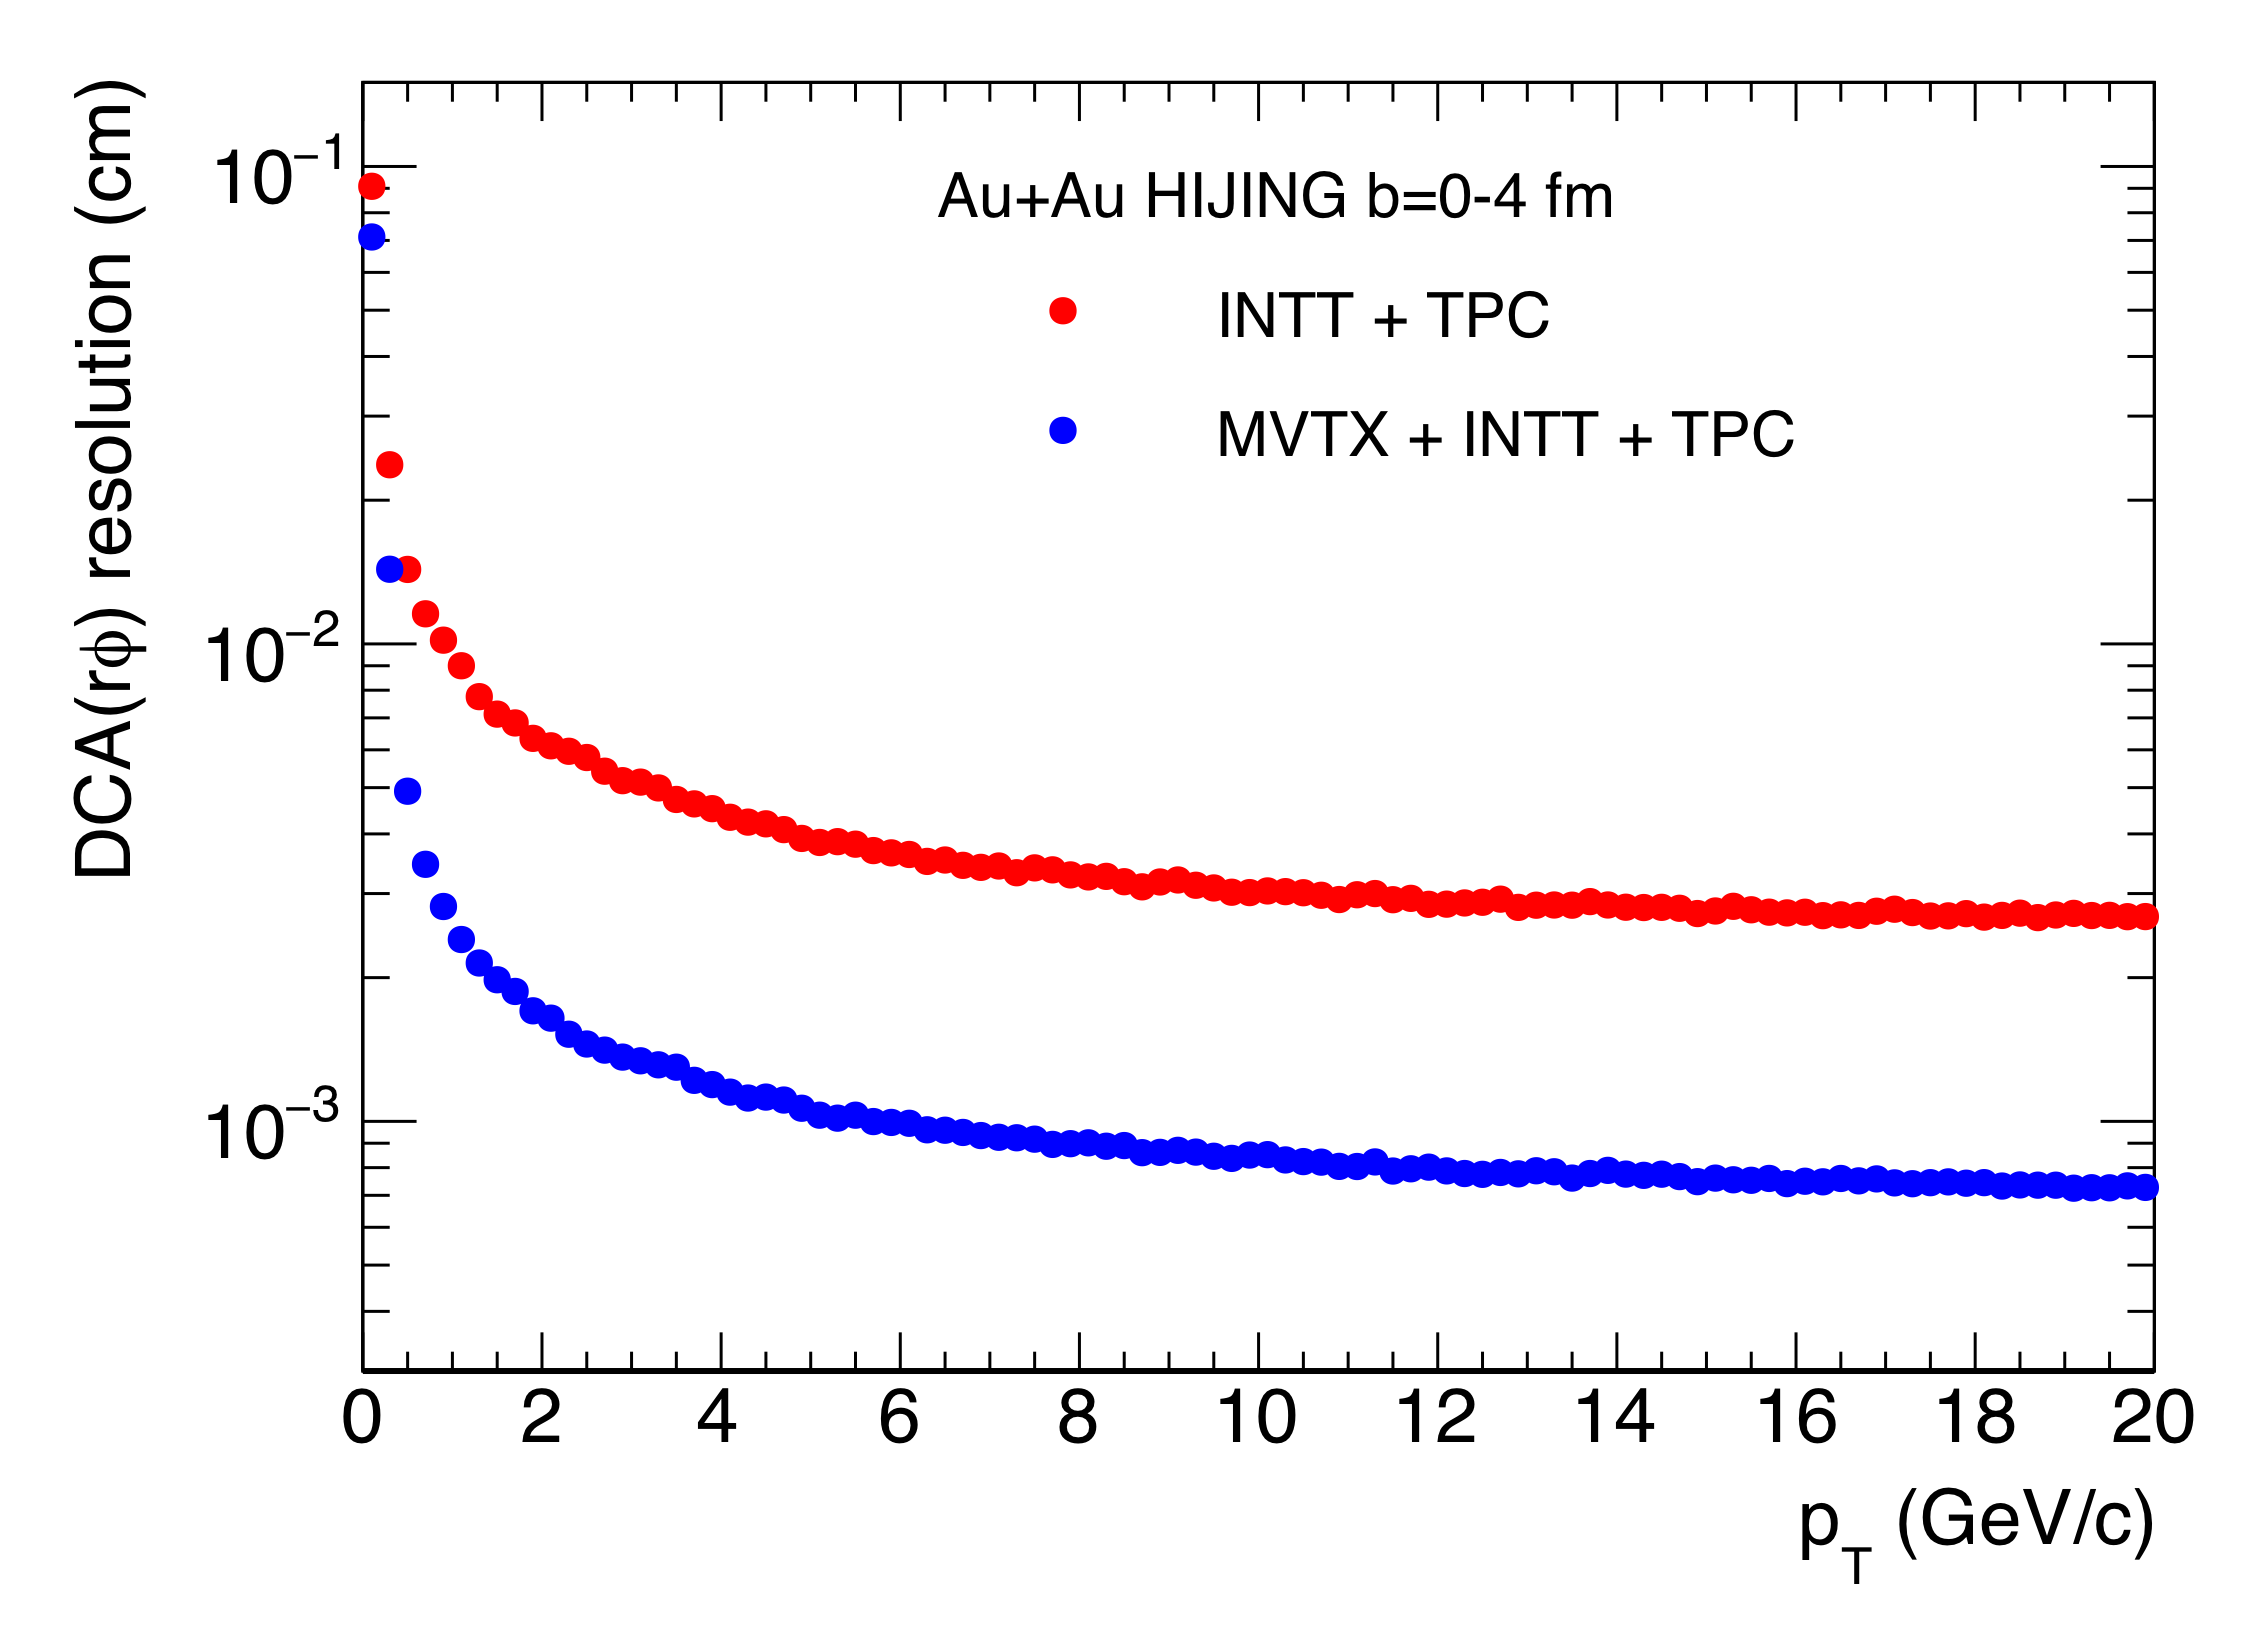 DCA(rϕ) resolution (cm)
10⁻¹
10⁻²
10⁻³
Au+Au HIJING b=0-4 fm
INTT + TPC
MVTX + INTT + TPC
0 2 4 6 8 10 12 14 16 18 20
p_T (GeV/c)